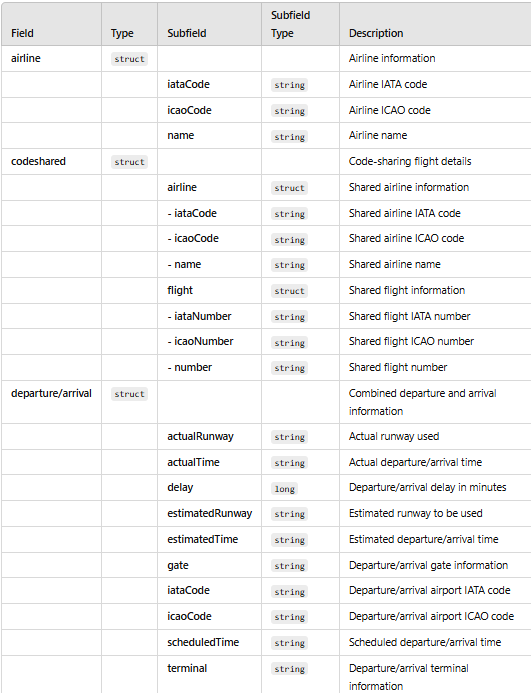 Field Type Subfield Subfield Type Description
airline struct Airline information
iataCode string Airline IATA code
icaoCode string Airline ICAO code
name string Airline name
codeshared struct Code-sharing flight details
airline struct Shared airline information
- iataCode string Shared airline IATA code
- icaoCode string Shared airline ICAO code
- name string Shared airline name
flight struct Shared flight information
- iataNumber string Shared flight IATA number
- icaoNumber string Shared flight ICAO number
- number string Shared flight number
departure/arrival struct Combined departure and arrival
information
actualRunway string Actual runway used
actualTime string Actual departure/arrival time
delay long Departure/arrival delay in minutes
estimatedRunway string Estimated runway to be used
estimatedTime string Estimated departure/arrival time
gate string Departure/arrival gate information
iataCode string Departure/arrival airport IATA code
icaoCode string Departure/arrival airport ICAO code
scheduledTime string Scheduled departure/arrival time
terminal string Departure/arrival terminal
information